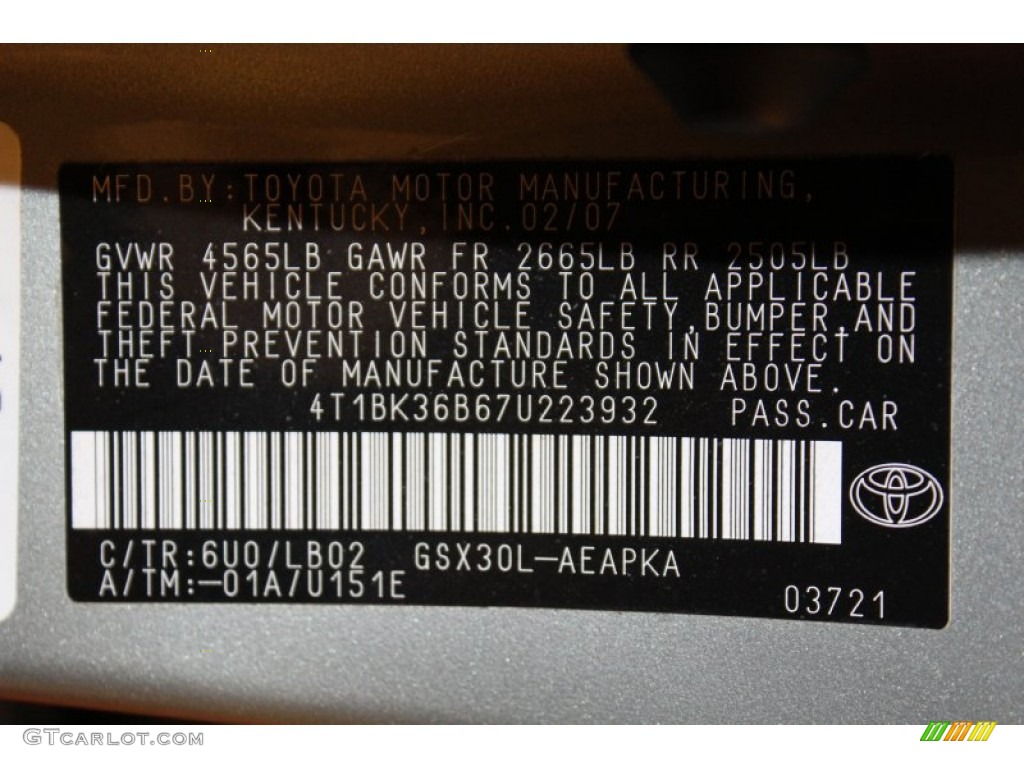 MFD.BY:TOYOTA MOTOR MANUFACTURING,
KENTUCKY,INC.02/07
GVWR 4565LB GAWR FR 2665LB RR 2505LB
THIS VEHICLE CONFORMS TO ALL APPLICABLE
FEDERAL MOTOR VEHICLE SAFETY,BUMPER,AND
THEFT PREVENTION STANDARDS IN EFFECT ON
THE DATE OF MANUFACTURE SHOWN ABOVE.
4T1BK36B67U223932 PASS.CAR
C/TR:6U0/LB02 GSX30L-AEAPKA
A/TM:-01A/U151E
03721
GTCarlot.com